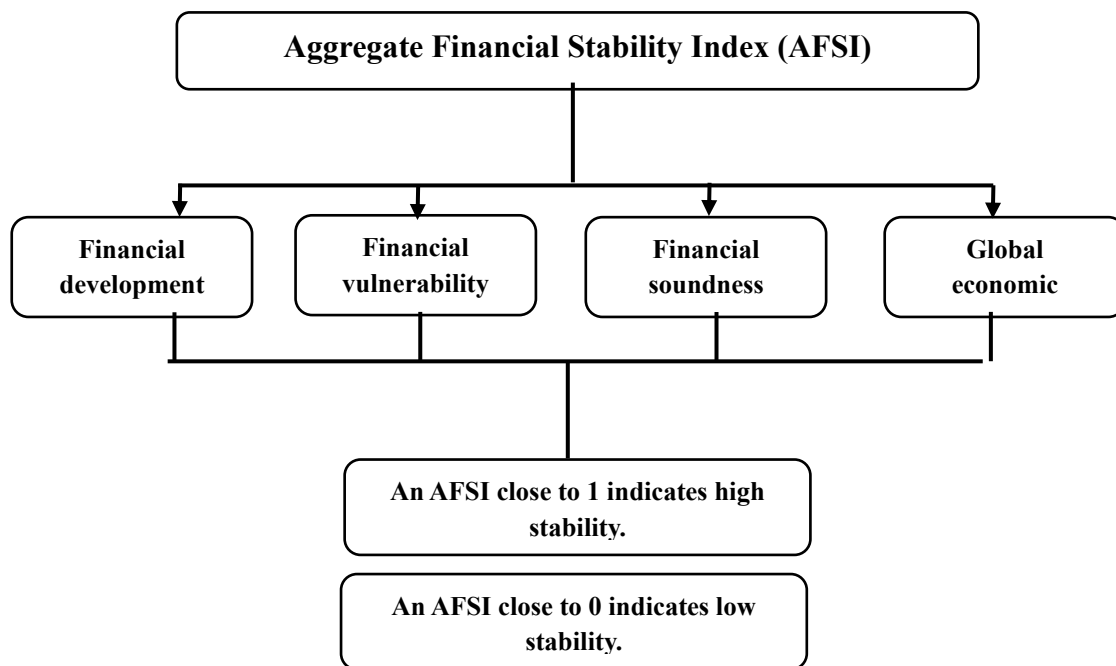 Aggregate Financial Stability Index (AFSI)
Financial
development
Financial
vulnerability
Financial
soundness
Global
economic
An AFSI close to 1 indicates high
stability.
An AFSI close to 0 indicates low
stability.